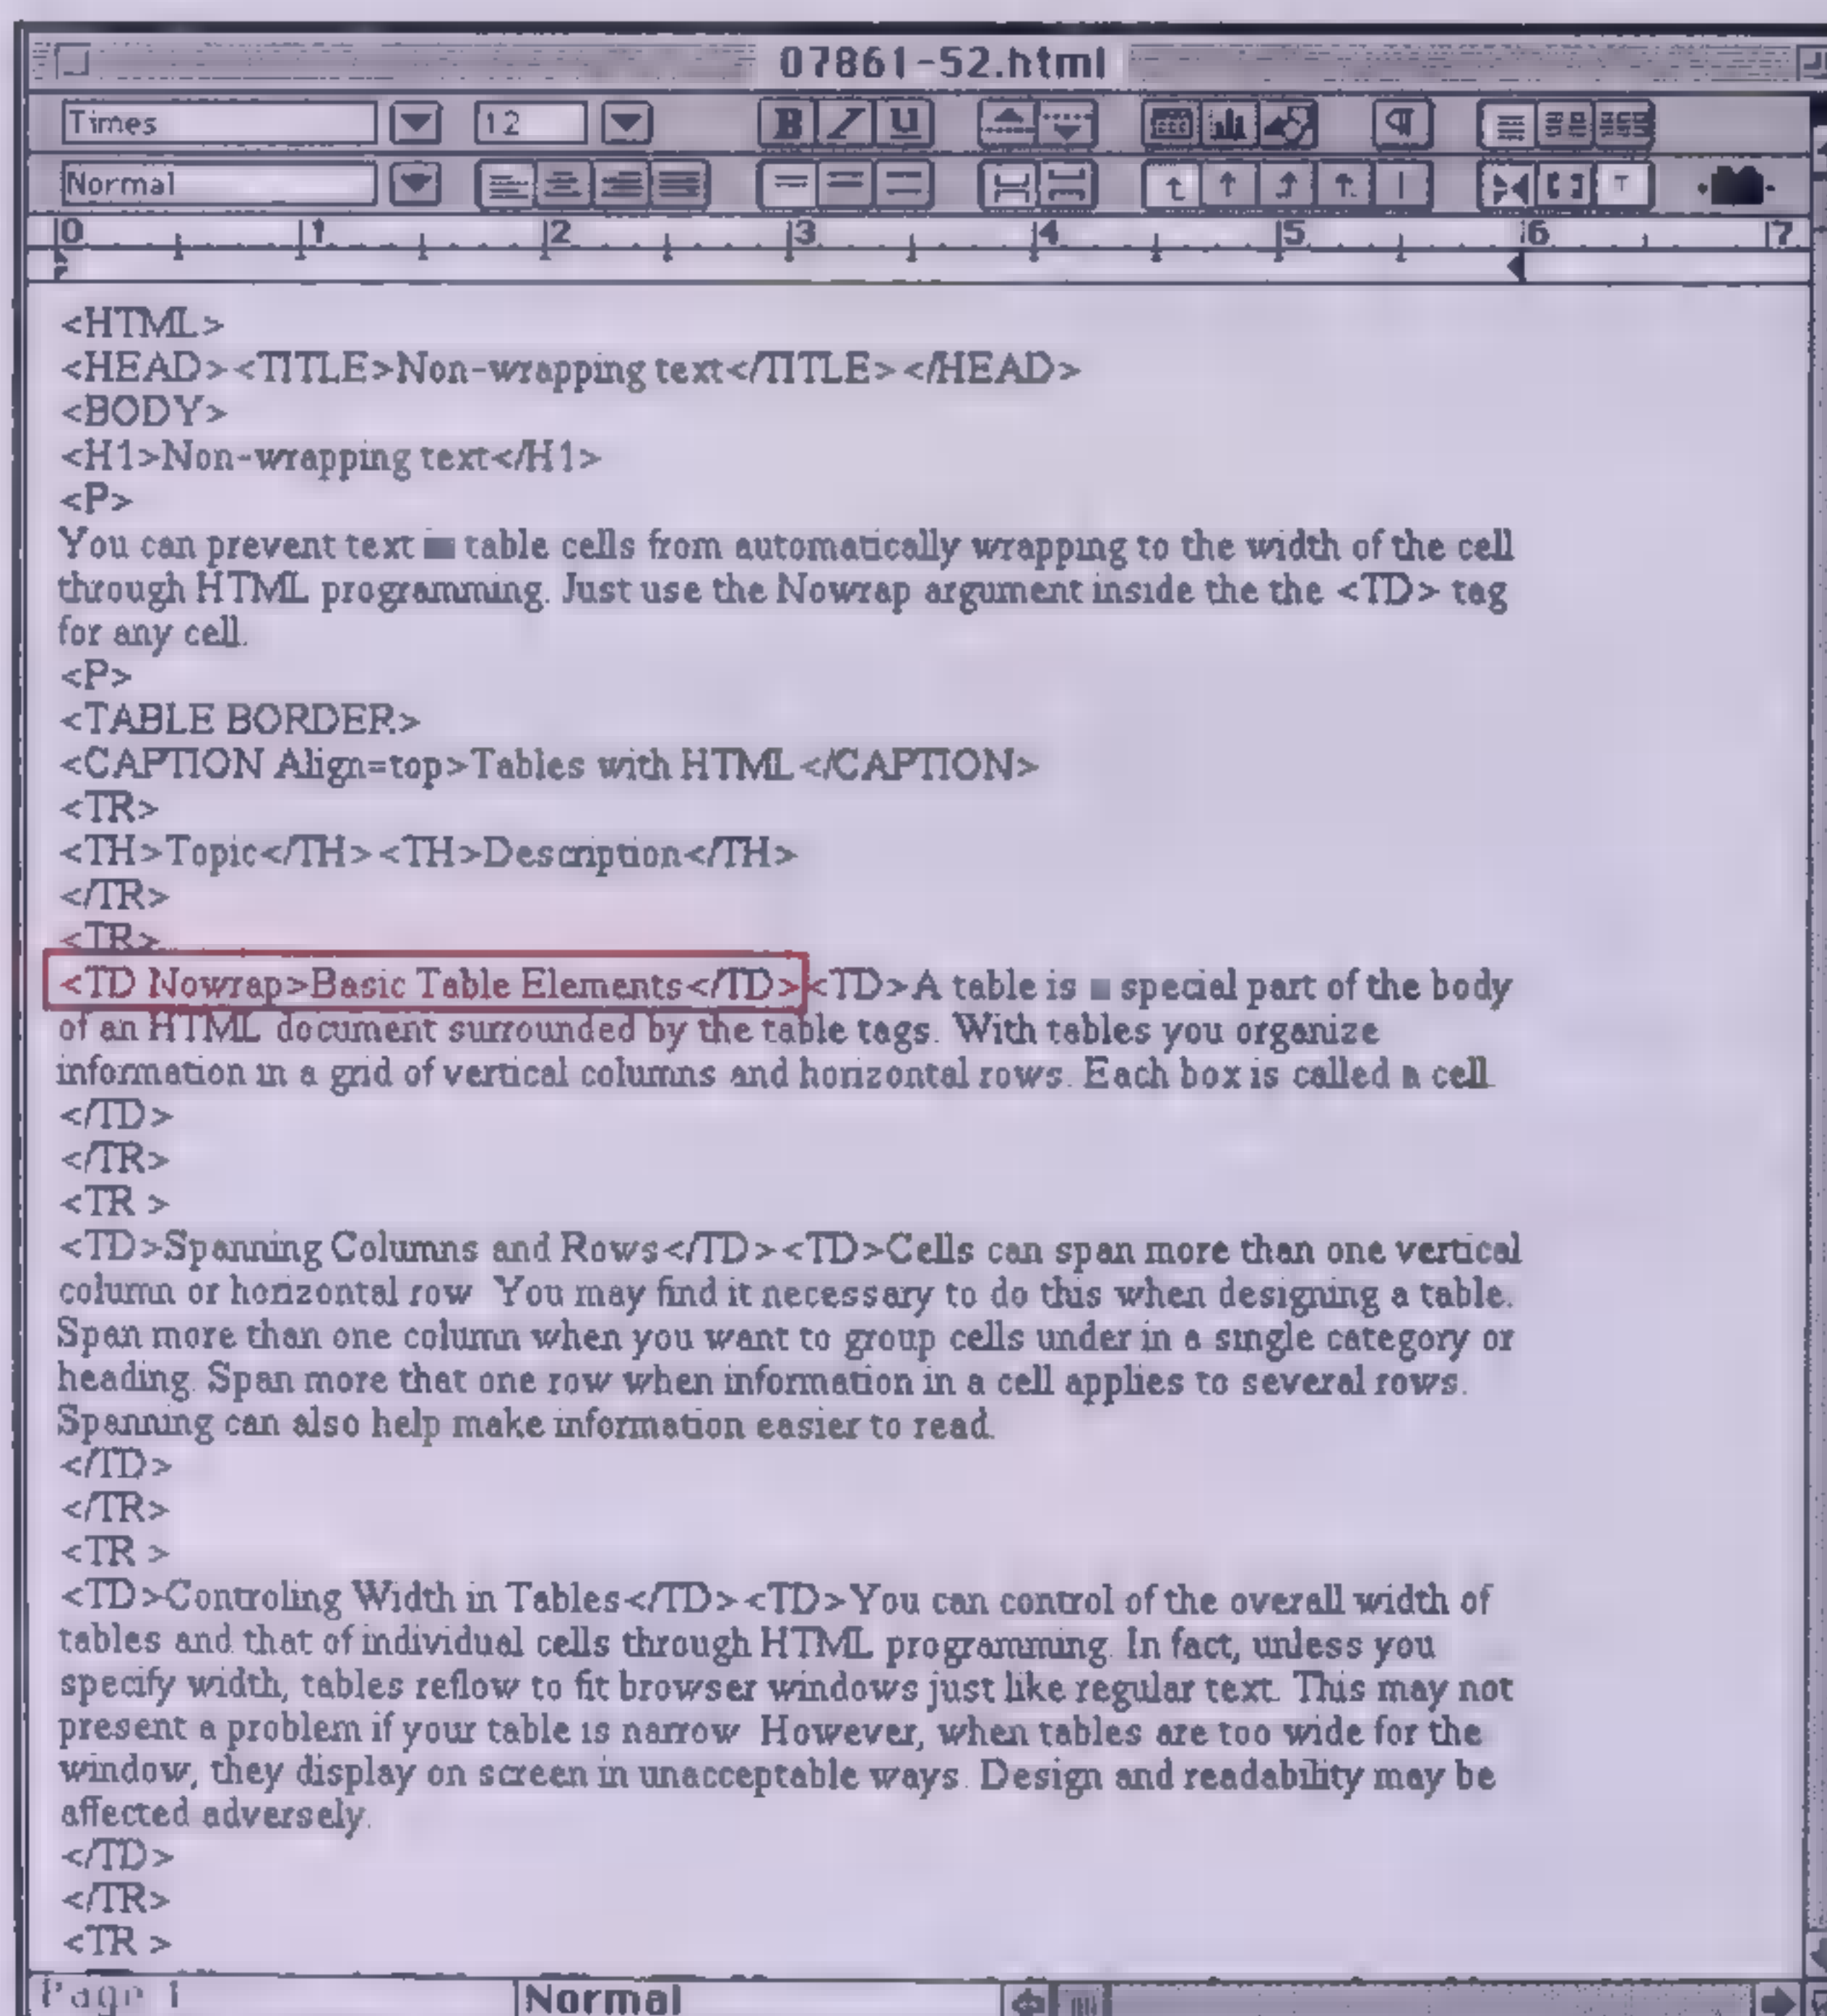 07861-52.html
Times 12 B I U
Normal
0 1 2 3 4 5 6 7
<HTML>
<HEAD><TITLE>Non-wrapping text</TITLE></HEAD>
<BODY>
<H1>Non-wrapping text</H1>
<P>
You can prevent text table cells from automatically wrapping to the width of the cell
through HTML programming. Just use the Nowrap argument inside the the <TD> tag
for any cell.
<P>
<TABLE BORDER>
<CAPTION Align=top>Tables with HTML</CAPTION>
<TR>
<TH>Topic</TH><TH>Description</TH>
</TR>
<TR>
<TD Nowrap>Basic Table Elements</TD><TD>A table is special part of the body
of an HTML document surrounded by the table tags. With tables you organize
information in a grid of vertical columns and horizontal rows. Each box is called a cell.
</TD>
</TR>
<TR >
<TD>Spanning Columns and Rows</TD><TD>Cells can span more than one vertical
column or horizontal row. You may find it necessary to do this when designing a table.
Span more than one column when you want to group cells under in a single category or
heading. Span more that one row when information in a cell applies to several rows.
Spanning can also help make information easier to read.
</TD>
</TR>
<TR >
<TD>Controling Width in Tables</TD><TD>You can control of the overall width of
tables and that of individual cells through HTML programming. In fact, unless you
specify width, tables reflow to fit browser windows just like regular text. This may not
present a problem if your table is narrow. However, when tables are too wide for the
window, they display on screen in unacceptable ways. Design and readability may be
affected adversely.
</TD>
</TR>
<TR >
Page 1 Normal